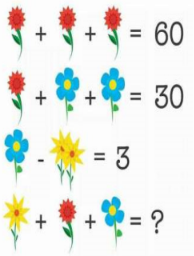 + + = 60
+ + = 30
- = 3
+ + = ?